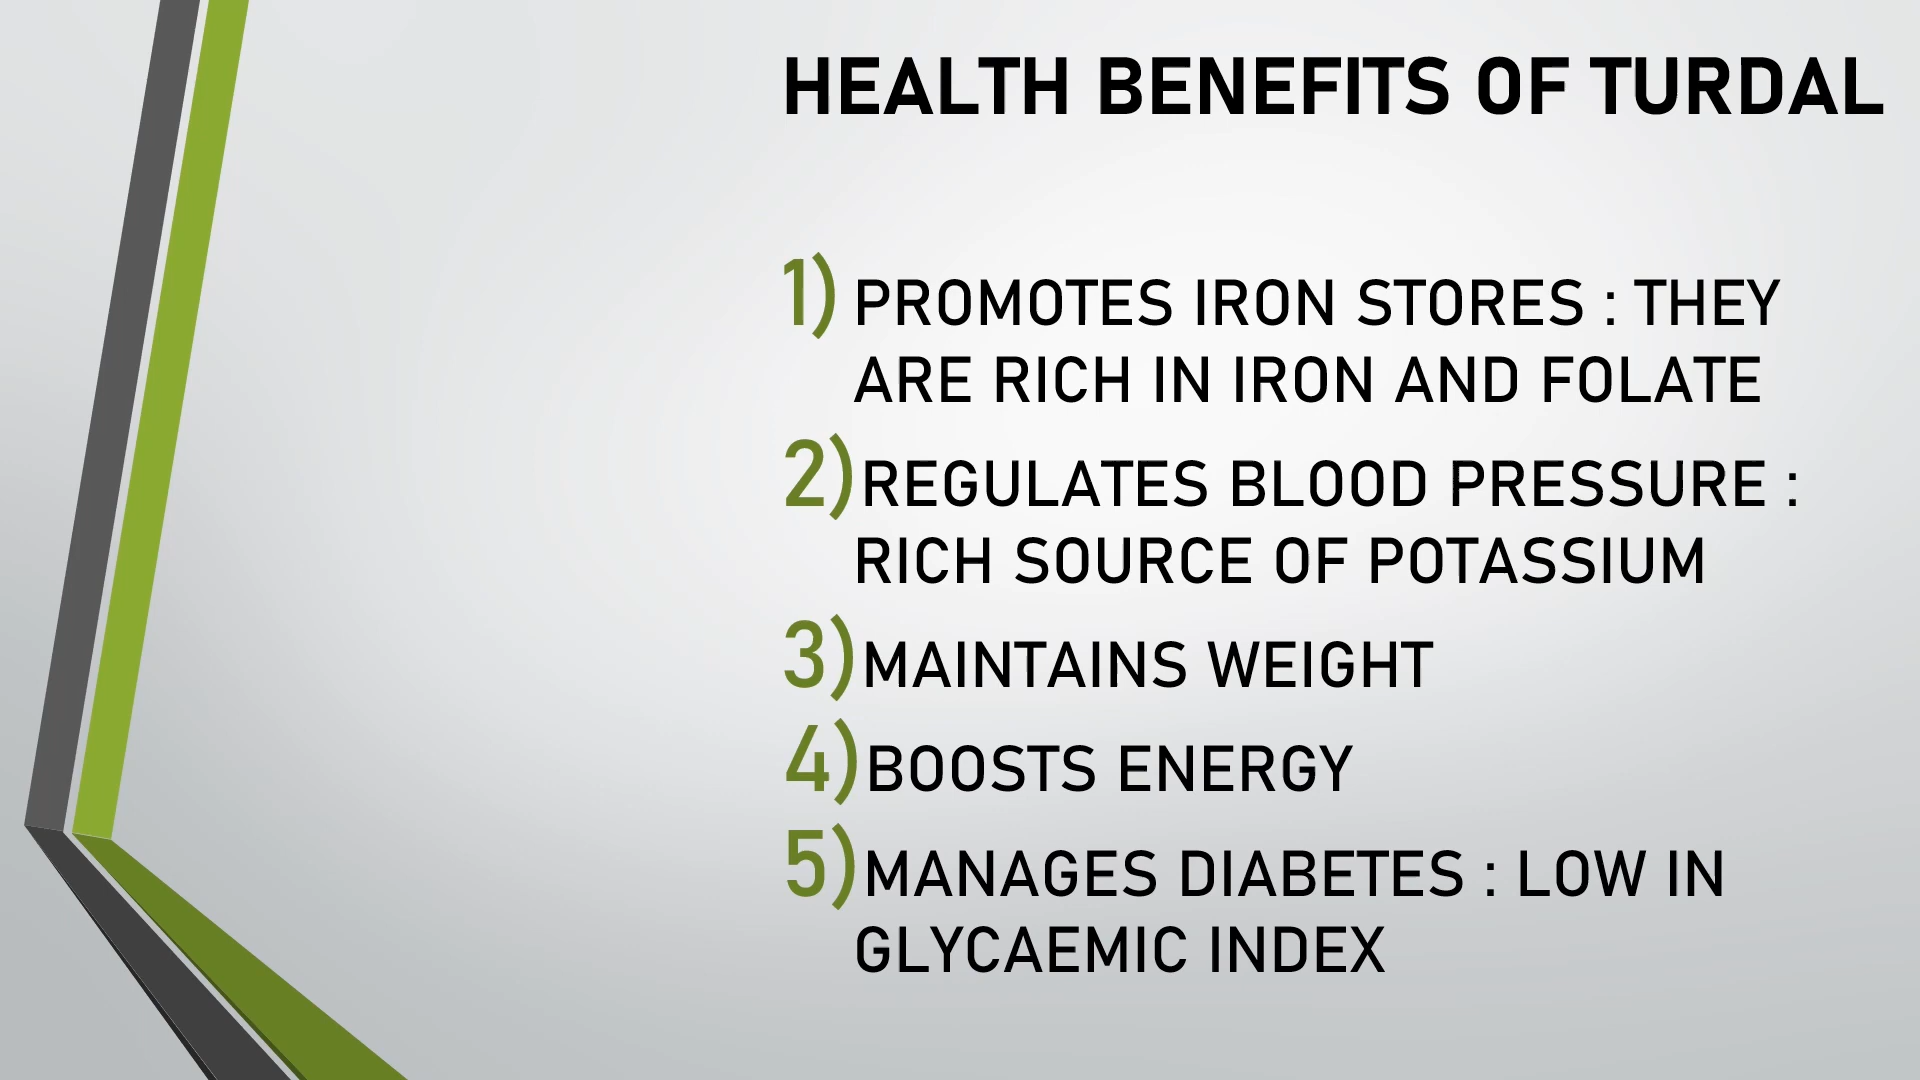 HEALTH BENEFITS OF TURDAL
1) PROMOTES IRON STORES : THEY
ARE RICH IN IRON AND FOLATE
2) REGULATES BLOOD PRESSURE :
RICH SOURCE OF POTASSIUM
3) MAINTAINS WEIGHT
4) BOOSTS ENERGY
5) MANAGES DIABETES : LOW IN
GLYCAEMIC INDEX